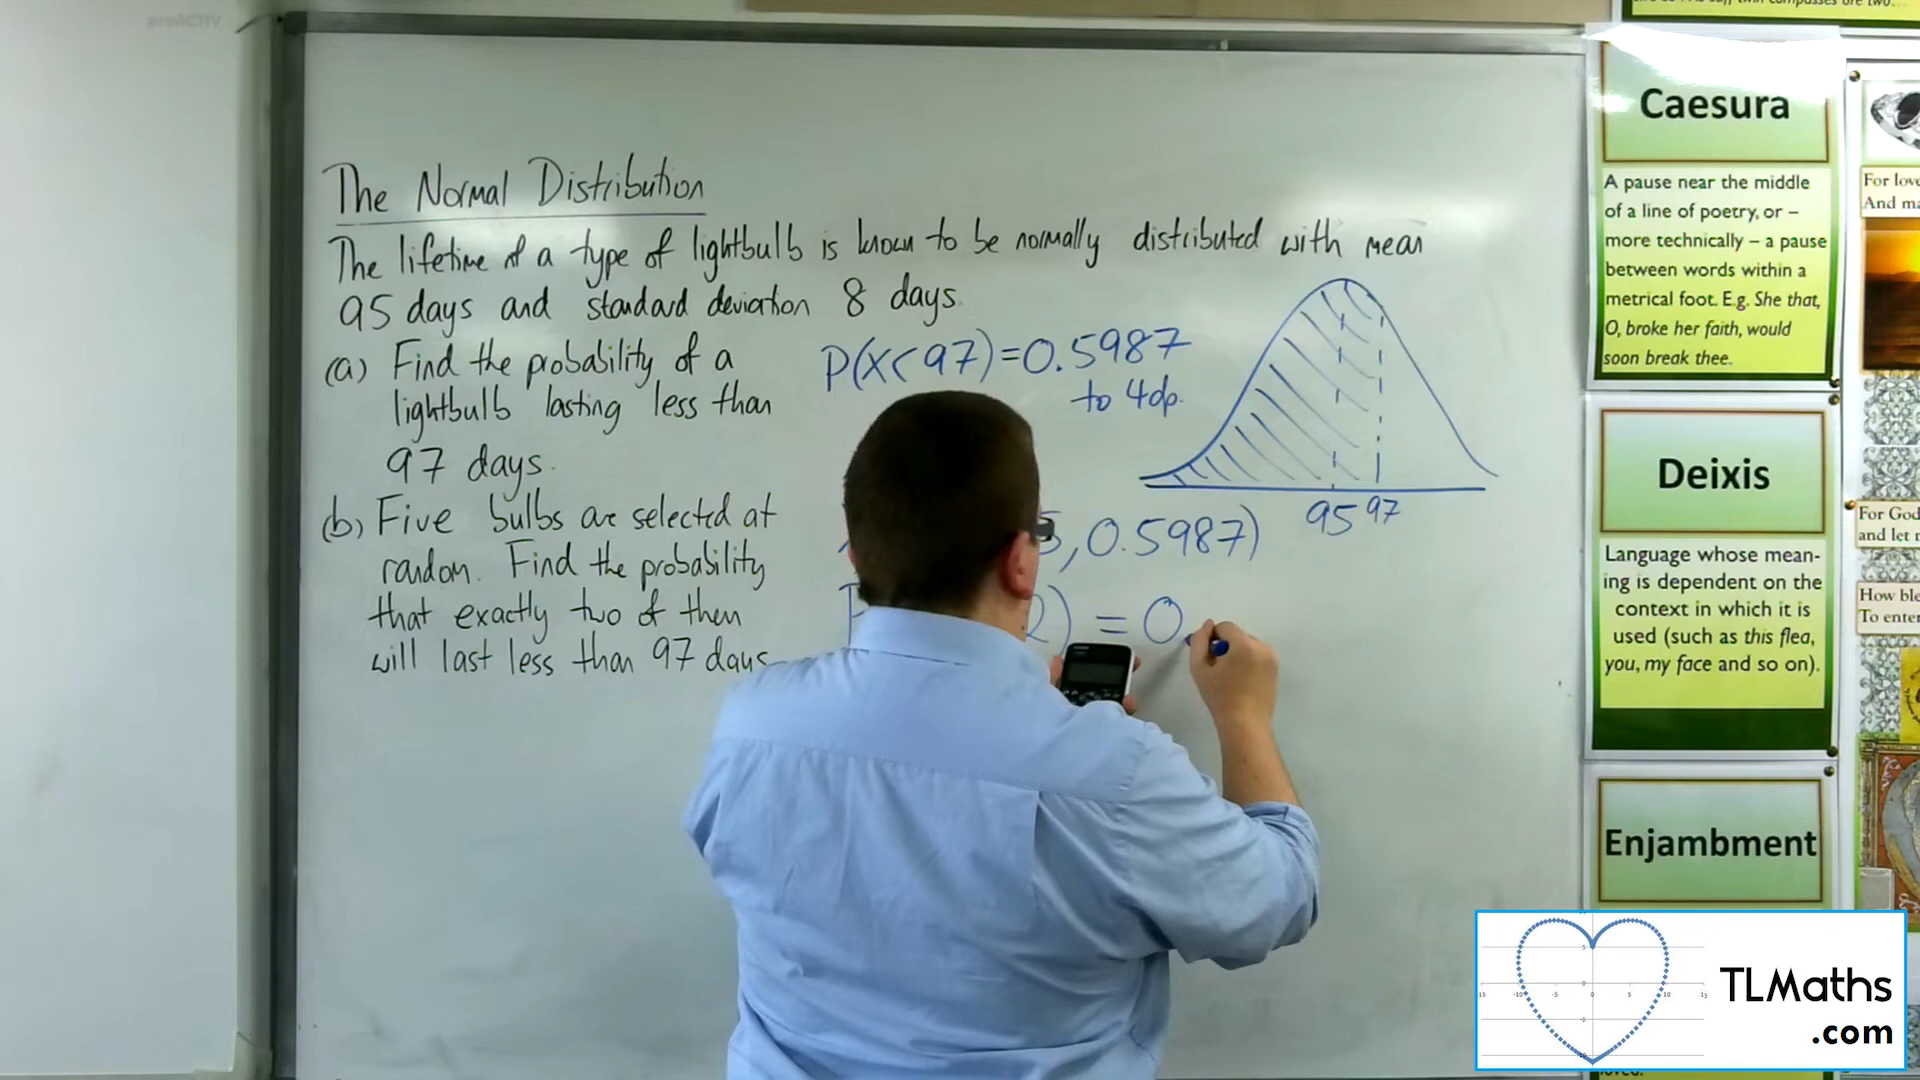 The Normal Distribution
The lifetime of a type of lightbulb is known to be normally distributed with mean
95 days and standard deviation 8 days.
(a) Find the probability of a
lightbulb lasting less than
97 days.
(b) Five bulbs are selected at
random. Find the probability
that exactly two of them
will last less than 97 days
P(X<97)=0.5987
to 4dp.
95 97
5,0.5987)
2) = 0.
Caesura
A pause near the middle
of a line of poetry, or –
more technically – a pause
between words within a
metrical foot. E.g. She that,
O, broke her faith, would
soon break thee.
Deixis
Language whose mean-
ing is dependent on the
context in which it is
used (such as this flea,
you, my face and so on).
Enjambment
For love
And
For God
and let
How
To enter
TLMaths
.com